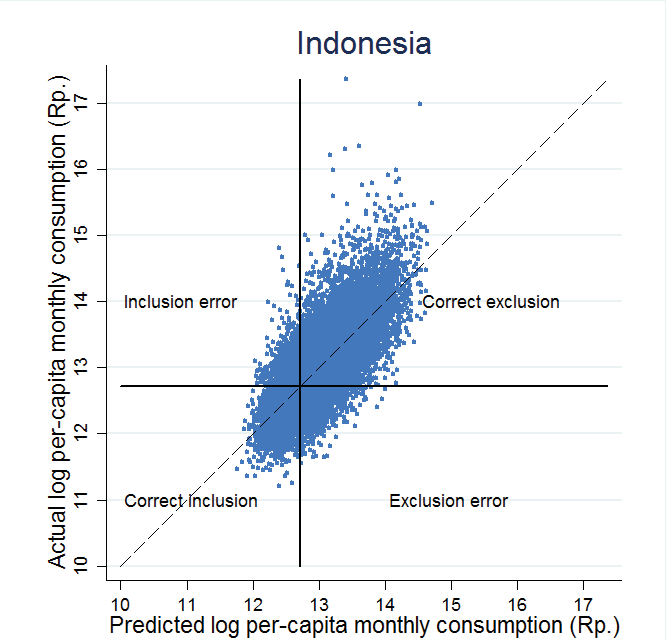 Indonesia
Actual log per-capita monthly consumption (Rp.)
17
16
15
14
13
12
11
10
Inclusion error
Correct exclusion
Correct inclusion
Exclusion error
10 11 12 13 14 15 16 17
Predicted log per-capita monthly consumption (Rp.)